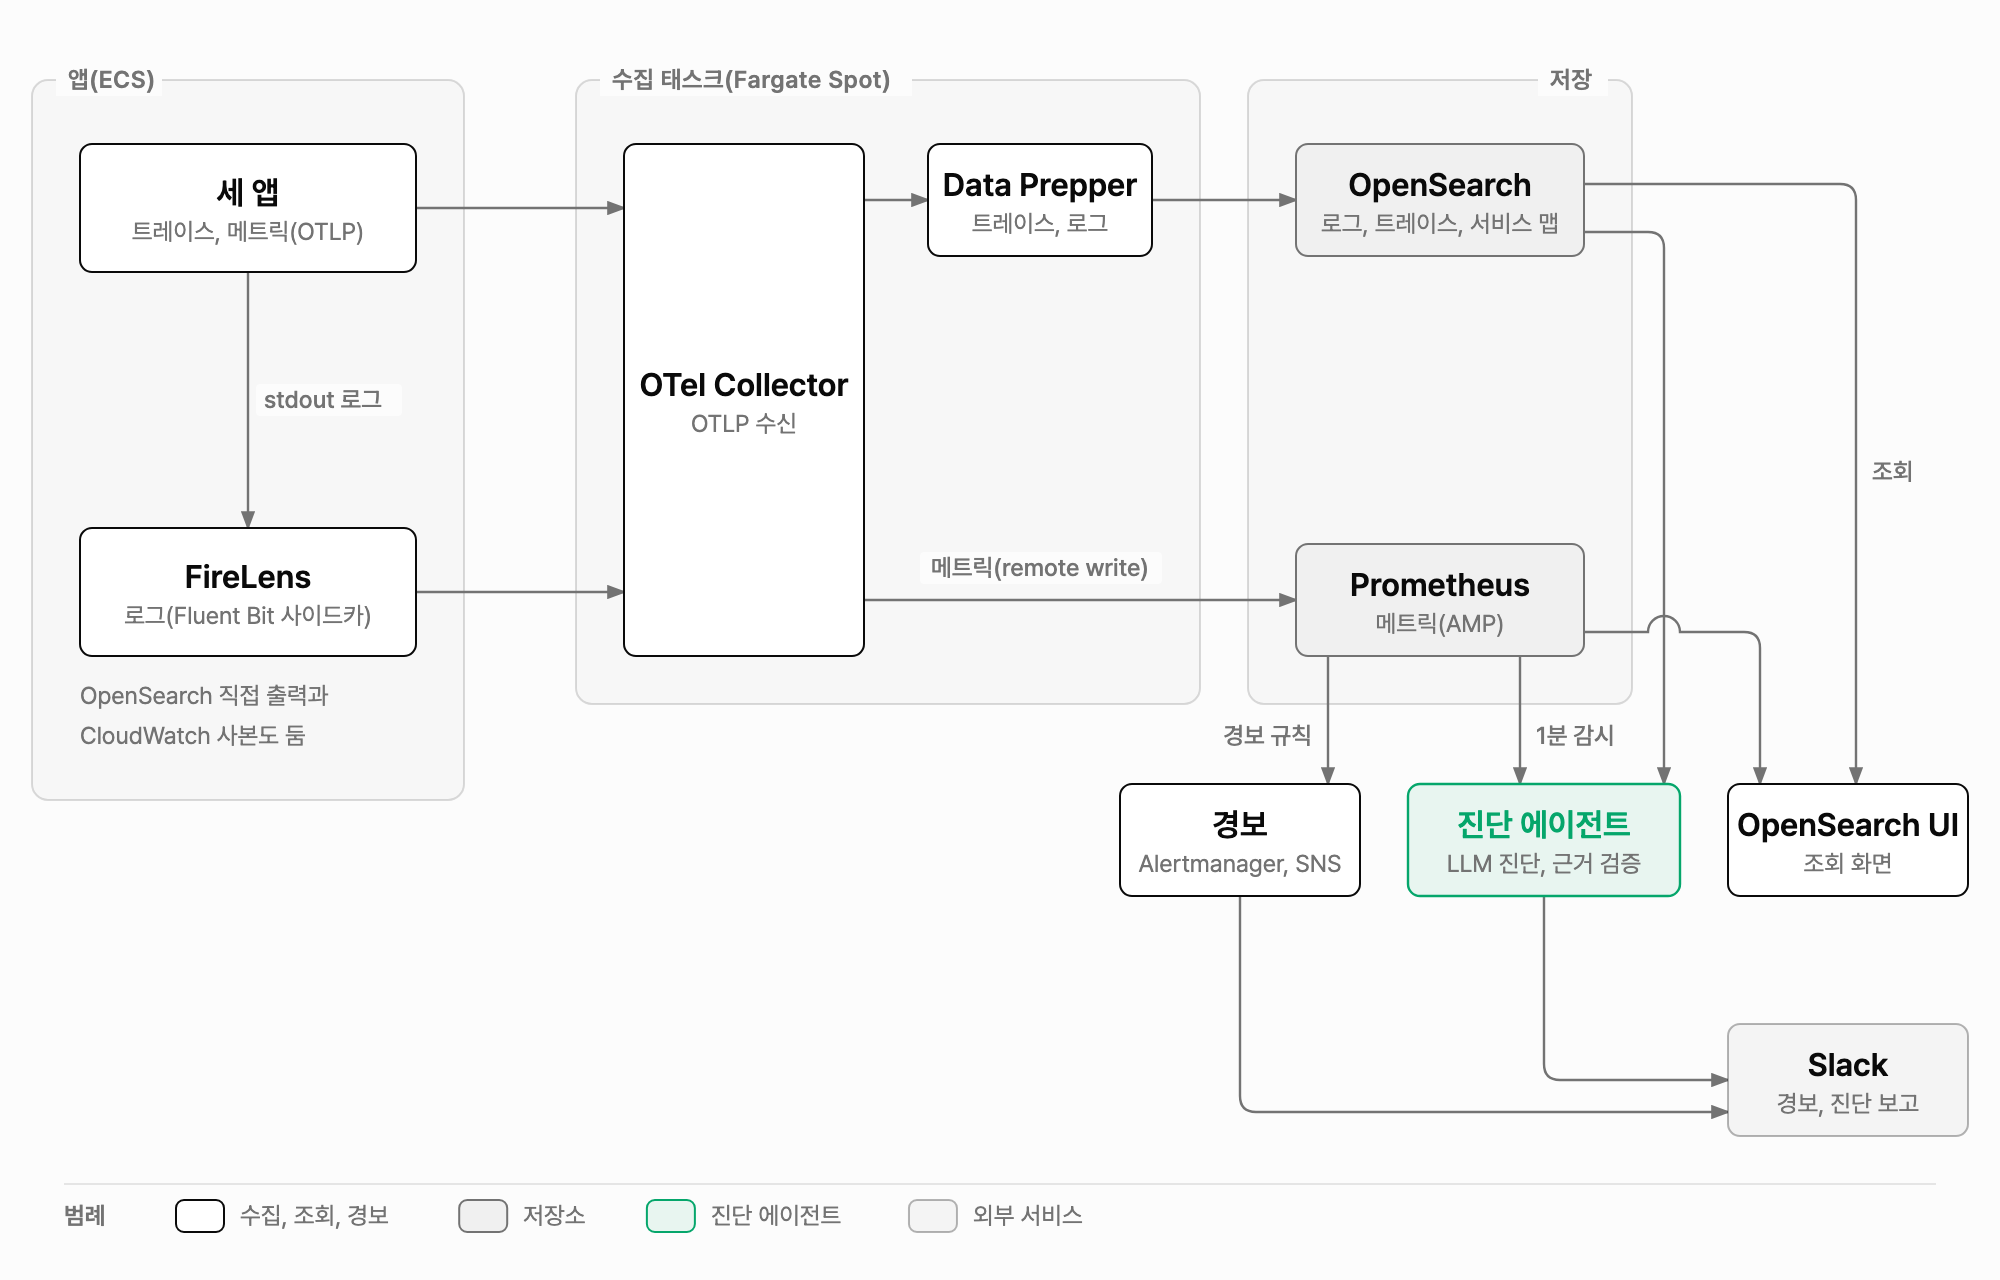 앱(ECS)
수집 태스크(Fargate Spot)
저장
세 앱
트레이스, 메트릭(OTLP)
Data Prepper
트레이스, 로그
OpenSearch
로그, 트레이스, 서비스 맵
stdout 로그
OTel Collector
OTLP 수신
조회
FireLens
로그(Fluent Bit 사이드카)
메트릭(remote write)
Prometheus
메트릭(AMP)
OpenSearch 직접 출력과
CloudWatch 사본도 둠
경보 규칙
1분 감시
경보
Alertmanager, SNS
진단 에이전트
LLM 진단, 근거 검증
OpenSearch UI
조회 화면
Slack
경보, 진단 보고
범례
수집, 조회, 경보
저장소
진단 에이전트
외부 서비스